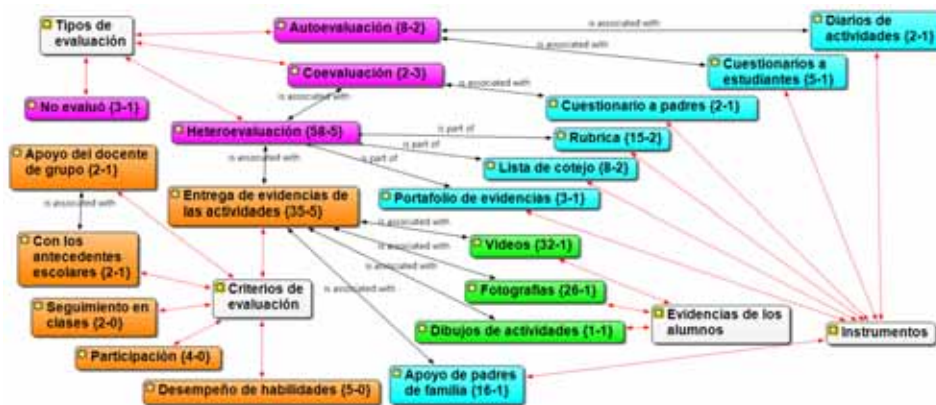 Tipos de
evaluación
Autoevaluación {8-2}
is associated with
Diarios de
actividades {2-1}
is associated with
Cuestionarios a
estudiantes {5-1}
Coevaluación {2-3}
is associated with
is associated with
Cuestionario a padres {2-1}
No evaluó {3-1}
Heteroevaluación {58-5}
is part of
Rubrica {15-2}
is part of
Lista de cotejo {8-2}
is part of
Portafolio de evidencias {3-1}
Apoyo del docente
de grupo {2-1}
is associated with
Entrega de evidencias de
las actividades {35-5}
is associated with
is associated with
Videos {32-1}
Con los
antecedentes
escolares {2-1}
is associated with
Fotografías {26-1}
is associated with
Dibujos de actividades {1-1}
is associated with
Criterios de
evaluación
Seguimiento en
clases {2-0}
Participación {4-0}
Desempeño de habilidades {5-0}
Apoyo de padres
de familia {16-1}
Evidencias de los
alumnos
Instrumentos